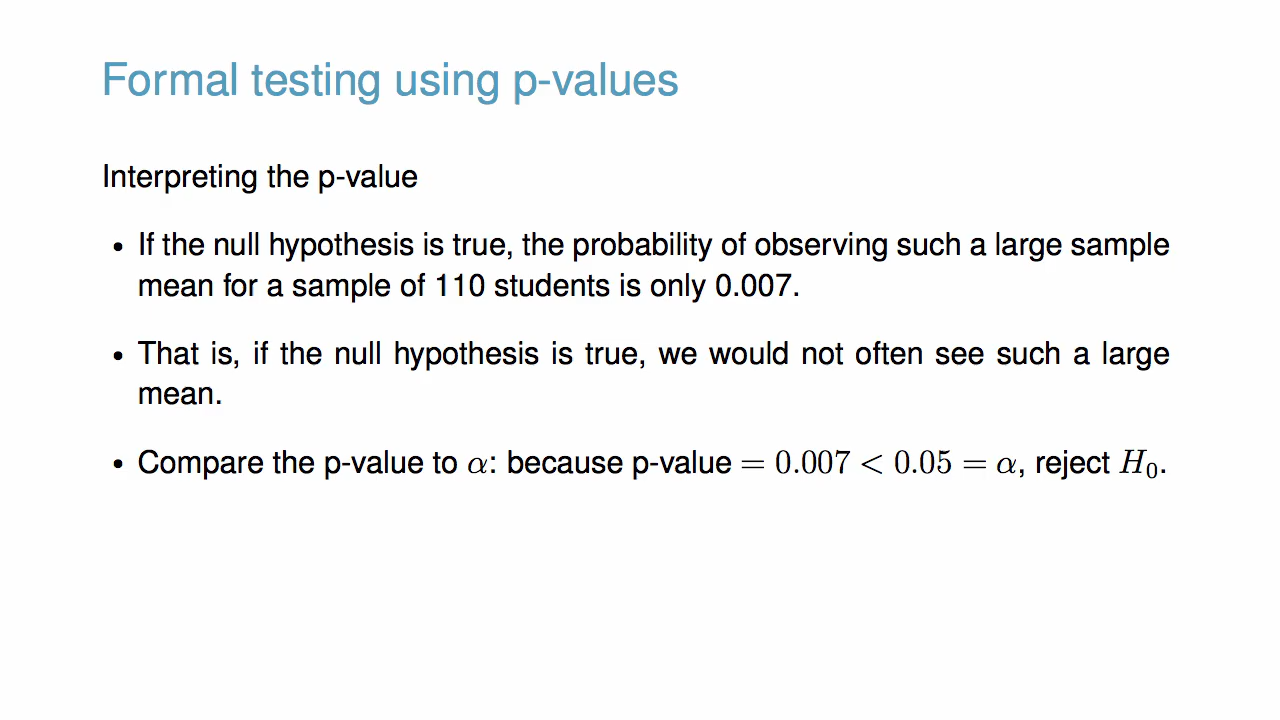 Formal testing using p-values
Interpreting the p-value
• If the null hypothesis is true, the probability of observing such a large sample
mean for a sample of 110 students is only 0.007.
• That is, if the null hypothesis is true, we would not often see such a large
mean.
• Compare the p-value to α: because p-value = 0.007 < 0.05 = α, reject H₀.